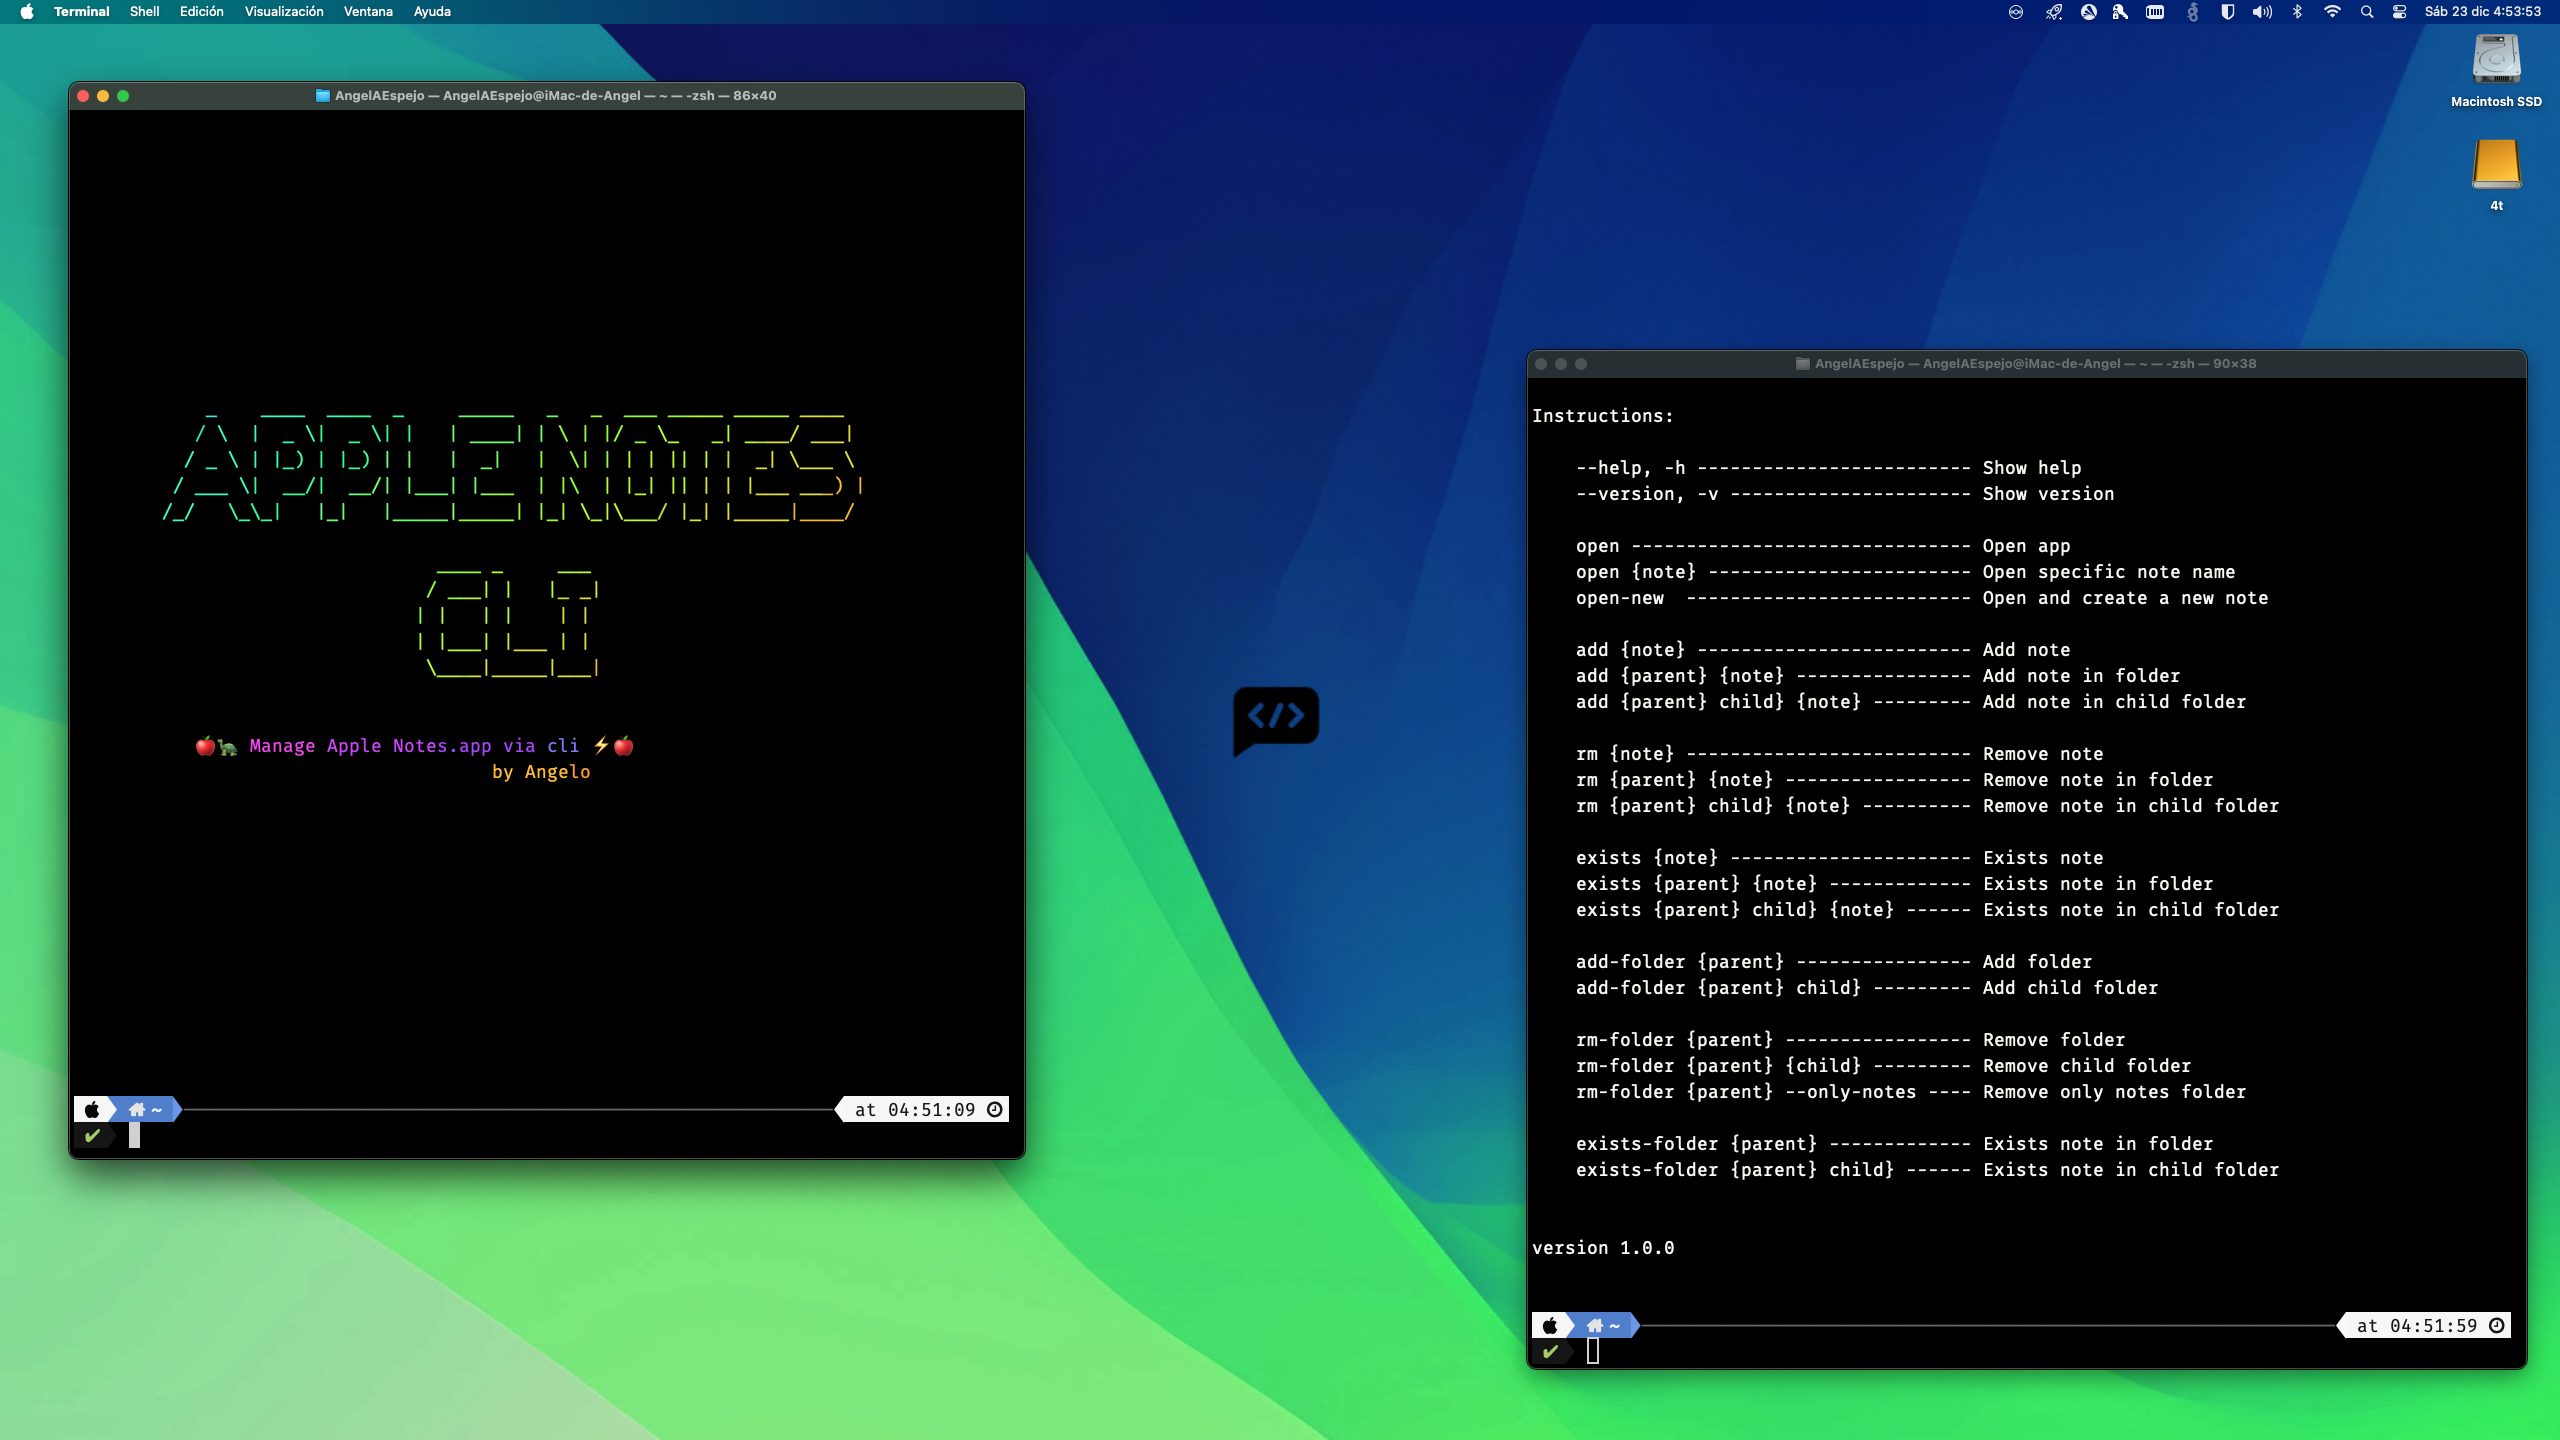 Terminal Shell Edición Visualización Ventana Ayuda
Sáb 23 dic 4:53:53
Macintosh SSD
4t
AngelAEspejo — AngelAEspejo@iMac-de-Angel — ~ — -zsh — 86×40
APPLE NOTES
CLI
🍎🐢 Manage Apple Notes.app via cli ⚡🍎
by Angelo
~
at 04:51:09
✔
</>
AngelAEspejo — AngelAEspejo@iMac-de-Angel — ~ — -zsh — 90×38
Instructions:
--help, -h ------------------------- Show help
--version, -v ---------------------- Show version
open ------------------------------- Open app
open {note} ------------------------ Open specific note name
open-new  -------------------------- Open and create a new note
add {note} ------------------------- Add note
add {parent} {note} ---------------- Add note in folder
add {parent} child} {note} --------- Add note in child folder
rm {note} -------------------------- Remove note
rm {parent} {note} ----------------- Remove note in folder
rm {parent} child} {note} ---------- Remove note in child folder
exists {note} ---------------------- Exists note
exists {parent} {note} ------------- Exists note in folder
exists {parent} child} {note} ------ Exists note in child folder
add-folder {parent} ---------------- Add folder
add-folder {parent} child} --------- Add child folder
rm-folder {parent} ----------------- Remove folder
rm-folder {parent} {child} --------- Remove child folder
rm-folder {parent} --only-notes ---- Remove only notes folder
exists-folder {parent} ------------- Exists note in folder
exists-folder {parent} child} ------ Exists note in child folder
version 1.0.0
~
at 04:51:59
✔